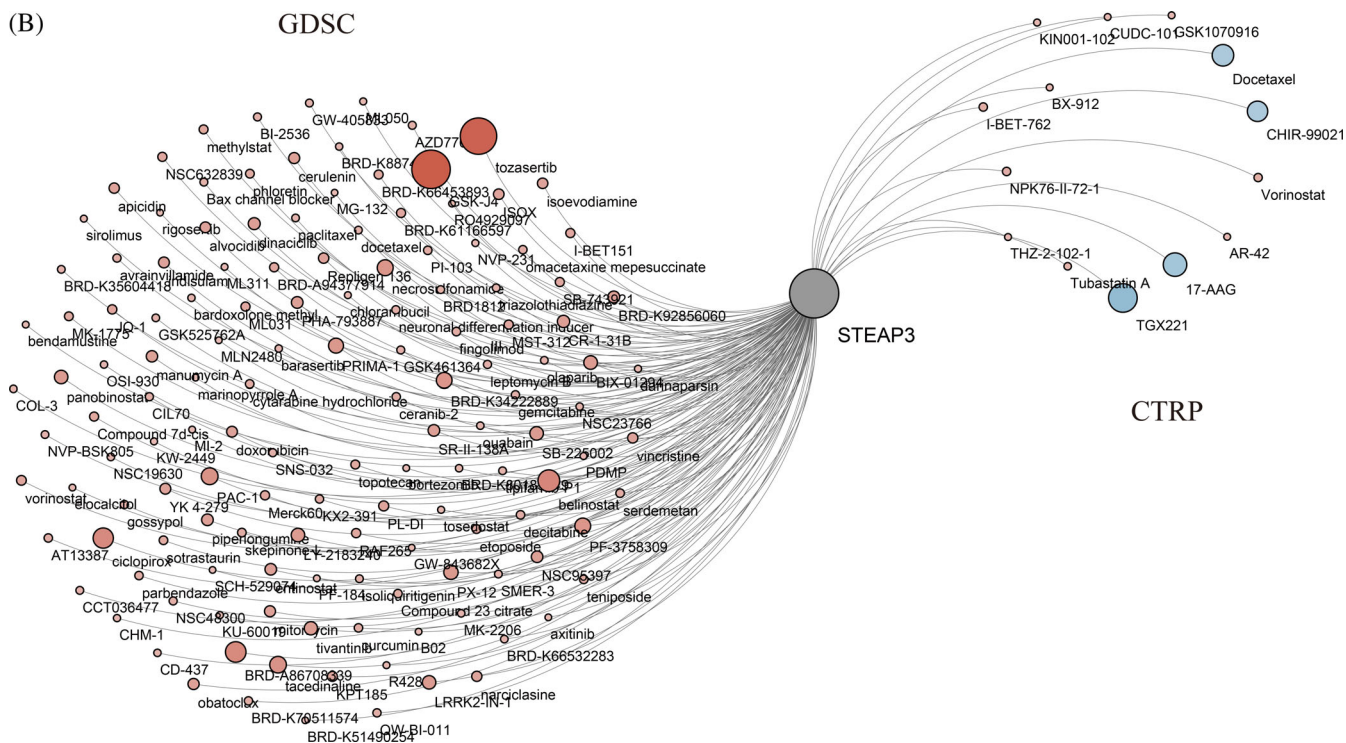 (B)
GDSC
KIN001-102
CUDC-101
GSK1070916
Docetaxel
BX-912
I-BET-762
CHIR-99021
NPK76-II-72-1
Vorinostat
THZ-2-102-1
AR-42
Tubastatin A
17-AAG
TGX221
STEAP3
CTRP
ML050
GW-405833
BI-2536
methylstat
tozasertib
cerulenin
NSC632839
phloretin
BRD-K66453893
Bax channel blocker
MG-132
GSK-J4
ISOX
isoevodiamine
apicidin
rigosertib
paclitaxel
RO4929097
BRD-K61166597
sirolimus
alvocidib
dinaciclib
docetaxel
I-BET151
NVP-231
omacetaxine mepesuccinate
PI-103
avrainvillamide
indisulam
ML311
Repligen 136
necrosulfonamide
BRD-K35604418
BRD-A94377914
BRD1812
triazolothiadiazine
SB-743921
BRD-K92856060
bardoxolone methyl
chlorambucil
JQ-1
ML031
PHA-793887
neuronal differentiation inducer III
MK-1775
GSK525762A
MST-312
CR-1-31B
bendamustine
MLN2480
fingolimod
barasertib
PRIMA-1
GSK461364
olaparib
BIX-01294
darinaparsin
OSI-930
manumycin A
leptomycin B
panobinostat
marinopyrrole A
cytarabine hydrochloride
BRD-K34222889
COL-3
CIL70
ceranib-2
gemcitabine
NSC23766
Compound 7d-cis
MI-2
doxorubicin
ouabain
NVP-BSK805
KW-2449
SR-II-138A
SB-225002
vincristine
NSC19630
SNS-032
topotecan
bortezomib
PDMP
vorinostat
elocalcitol
PAC-1
belinostat
serdemetan
gossypol
YK 4-279
Merck60
KX2-391
PL-DI
tosedostat
decitabine
AT13387
piperlongumine
skepinone-L
LY-2183240
RAF265
etoposide
PF-3758309
ciclopirox
sotrastaurin
GW-843682X
NSC95397
SCH-529074
entinostat
PF-184
soliquiritigenin
PX-12
SMER-3
teniposide
parbendazole
CCT036477
NSC48300
Compound 23 citrate
CHM-1
KU-60019
mitomycin
tivantinib
curcumin
B02
MK-2206
axitinib
BRD-K66532283
CD-437
BRD-A86708339
tacedinaline
KPT185
R428
LRRK2-IN-1
narciclasine
obatoclax
BRD-K70511574
BRD-K51490254
QW-BI-011